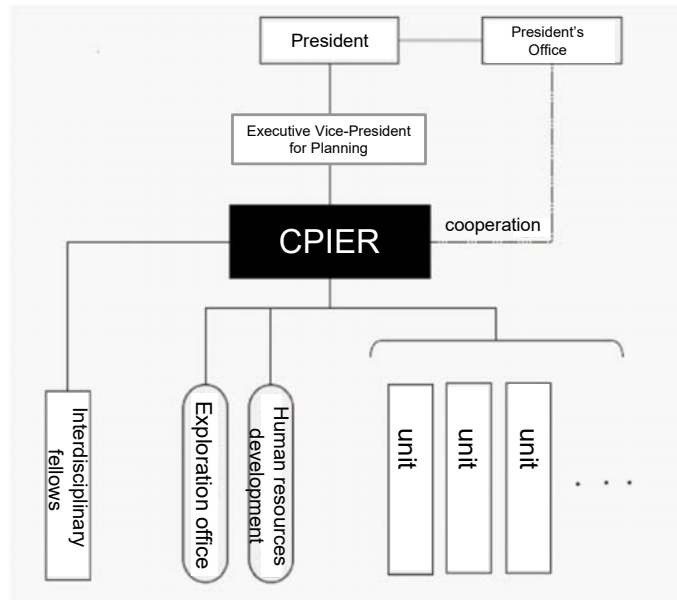 President
President's
Office
Executive Vice-President
for Planning
CPIER
cooperation
Interdisciplinary
fellows
Exploration office
Human resources
development
unit
unit
unit
. . .